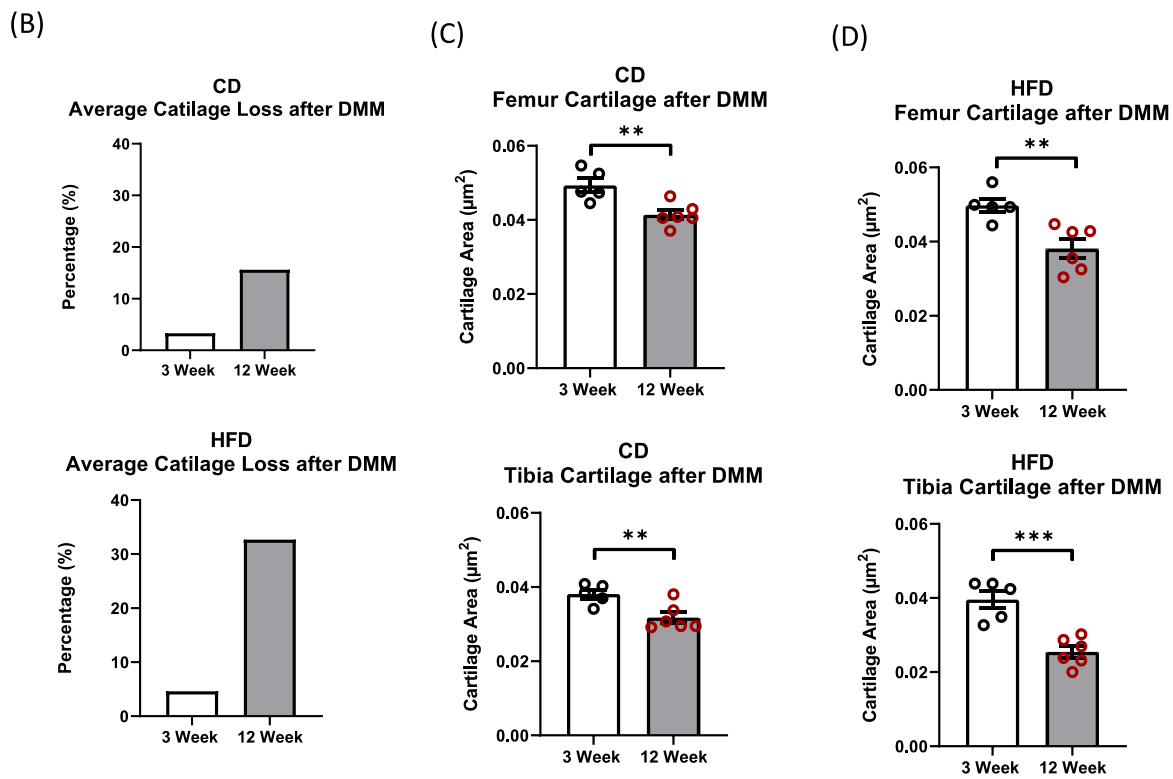 (B)
CD
Average Catilage Loss after DMM
Percentage (%)
40
30
20
10
0
3 Week 12 Week
HFD
Average Catilage Loss after DMM
Percentage (%)
40
30
20
10
0
3 Week 12 Week
(C)
CD
Femur Cartilage after DMM
Cartilage Area (µm²)
0.06
0.04
0.02
0.00
**
3 Week 12 Week
CD
Tibia Cartilage after DMM
Cartilage Area (µm²)
0.06
0.04
0.02
0.00
**
3 Week 12 Week
(D)
HFD
Femur Cartilage after DMM
Cartilage Area (µm²)
0.06
0.04
0.02
0.00
**
3 Week 12 Week
HFD
Tibia Cartilage after DMM
Cartilage Area (µm²)
0.06
0.04
0.02
0.00
***
3 Week 12 Week